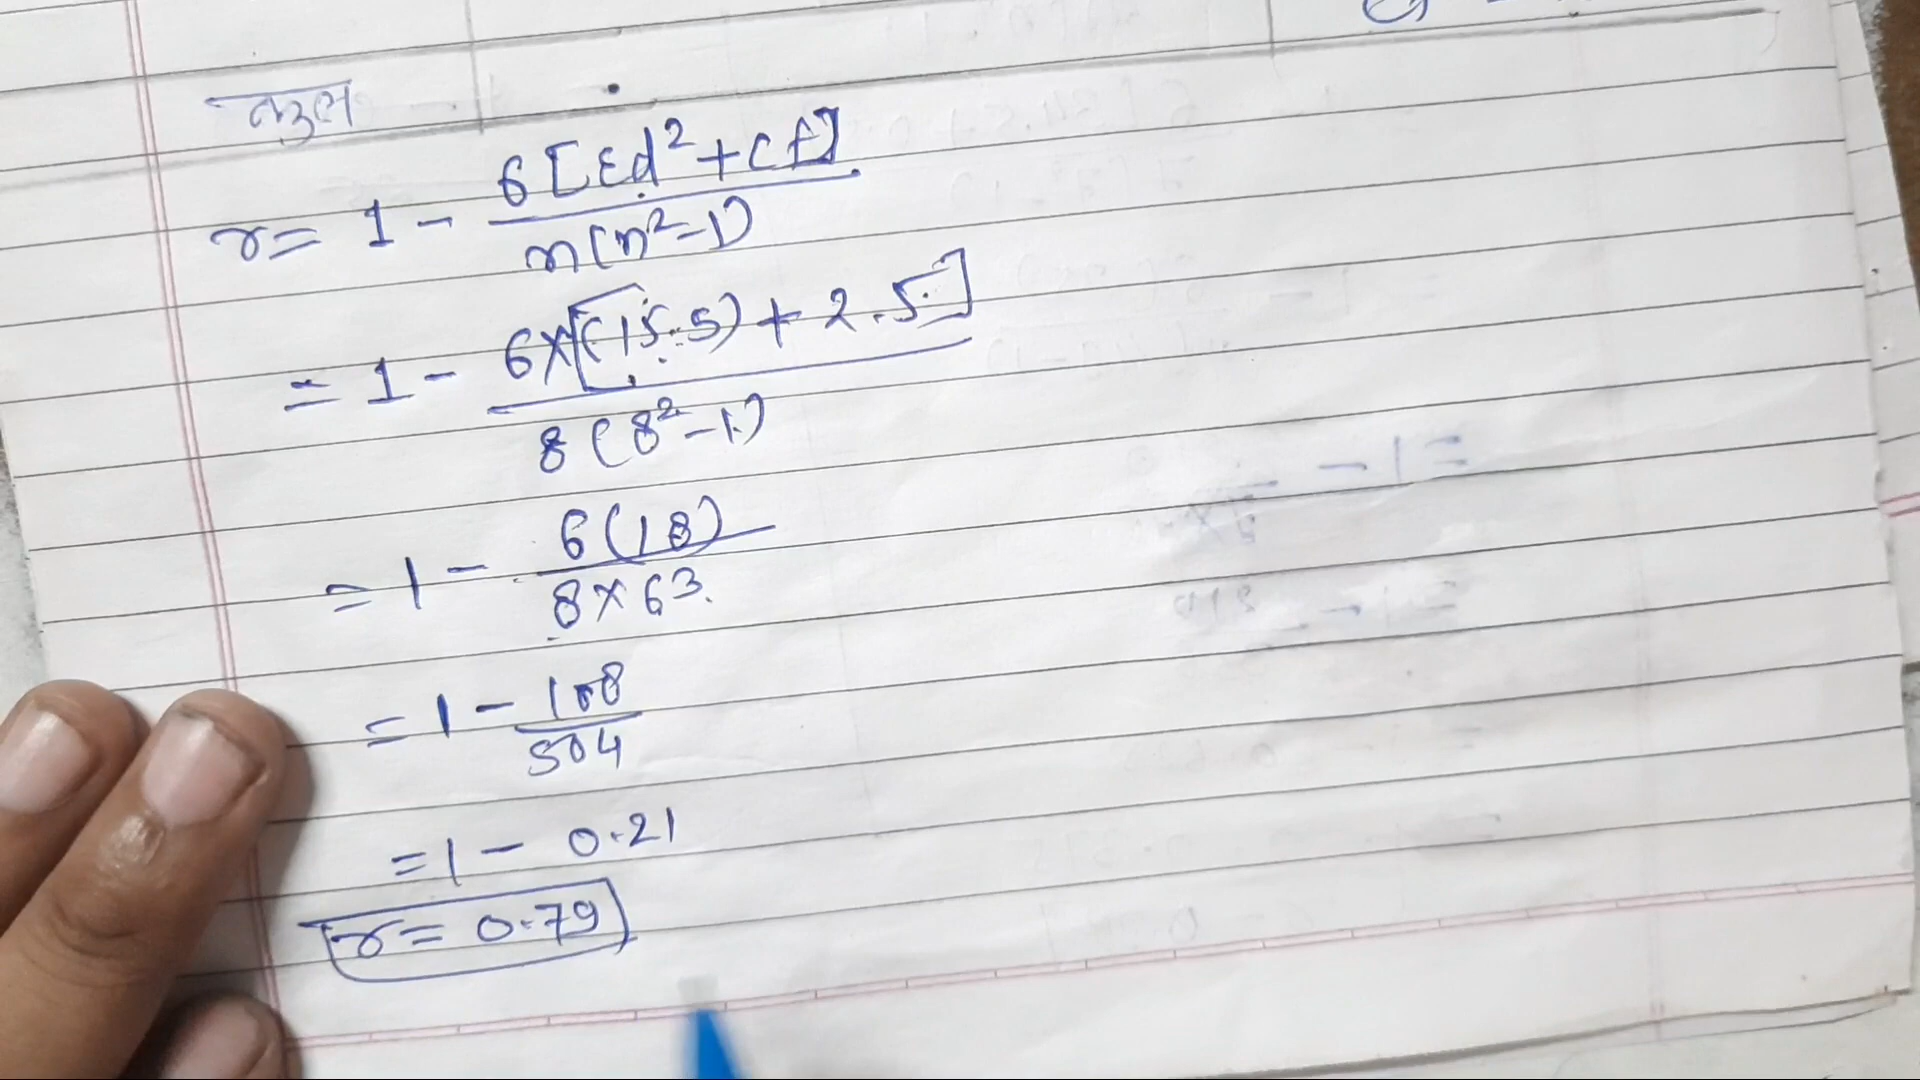 r = 1 - 6[Σd²+cf] / n(n²-1)
= 1 - 6×[(15.5) + 2.5] / 8(8²-1)
= 1 - 6(18) / 8×63
= 1 - 108 / 504
= 1 - 0.21
r = 0.79